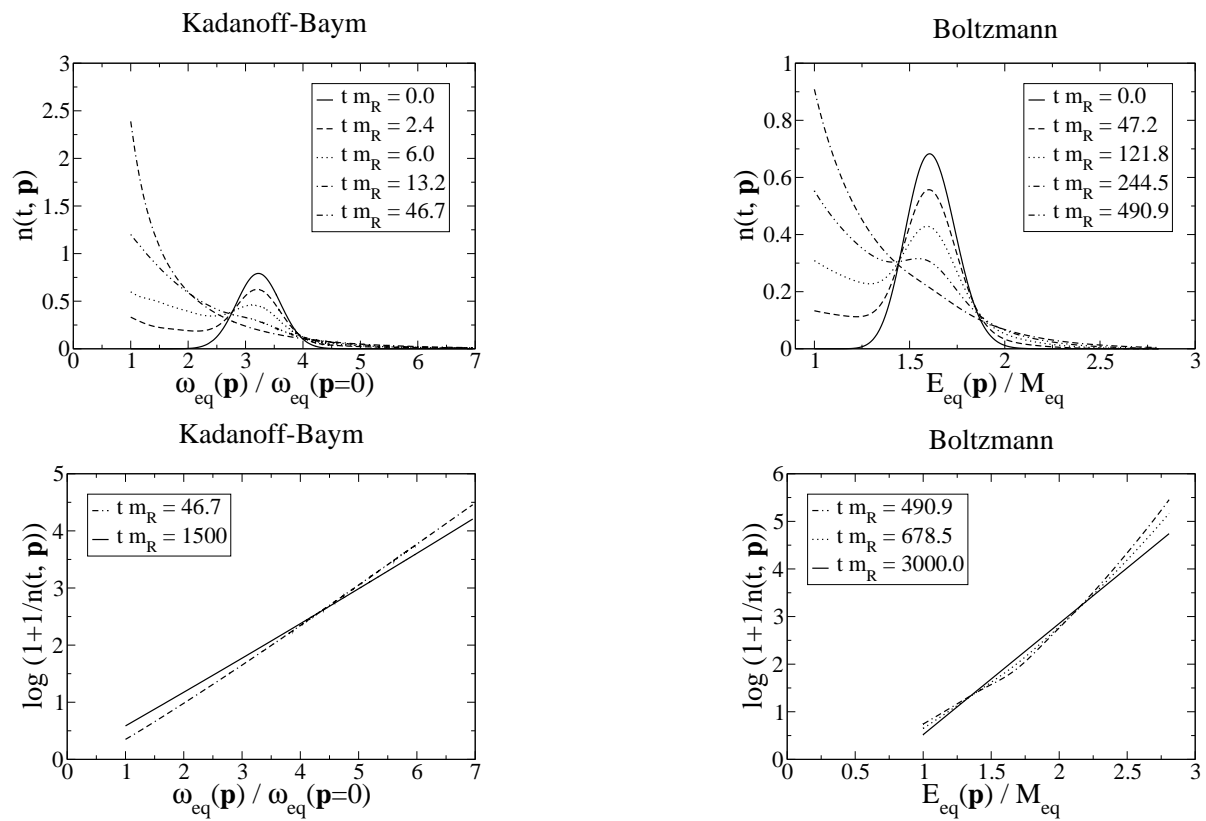 Kadanoff-Baym
3
2.5
2
1.5
1
0.5
0
n(t, p)
t m_R = 0.0
t m_R = 2.4
t m_R = 6.0
t m_R = 13.2
t m_R = 46.7
0 1 2 3 4 5 6 7
ω_eq(p) / ω_eq(p=0)
Boltzmann
1
0.8
0.6
0.4
0.2
0
n(t, p)
t m_R = 0.0
t m_R = 47.2
t m_R = 121.8
t m_R = 244.5
t m_R = 490.9
1 1.5 2 2.5 3
E_eq(p) / M_eq
Kadanoff-Baym
5
4
3
2
1
0
log (1+1/n(t, p))
t m_R = 46.7
t m_R = 1500
0 1 2 3 4 5 6 7
ω_eq(p) / ω_eq(p=0)
Boltzmann
6
5
4
3
2
1
0
log (1+1/n(t, p))
t m_R = 490.9
t m_R = 678.5
t m_R = 3000.0
0 0.5 1 1.5 2 2.5 3
E_eq(p) / M_eq